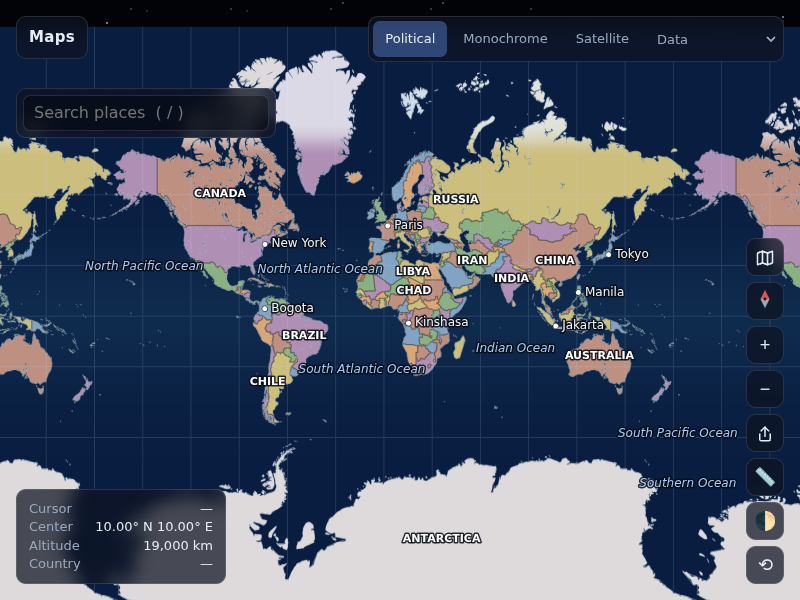 Maps
Political Monochrome Satellite Data
Search places ( / )
CANADA
RUSSIA
New York
Paris
Tokyo
North Pacific Ocean
North Atlantic Ocean
LIBYA
IRAN
CHINA
INDIA
CHAD
Manila
Bogota
Kinshasa
Jakarta
BRAZIL
Indian Ocean
AUSTRALIA
South Atlantic Ocean
CHILE
+
−
South Pacific Ocean
Southern Ocean
ANTARCTICA
Cursor —
Center 10.00° N 10.00° E
Altitude 19,000 km
Country —